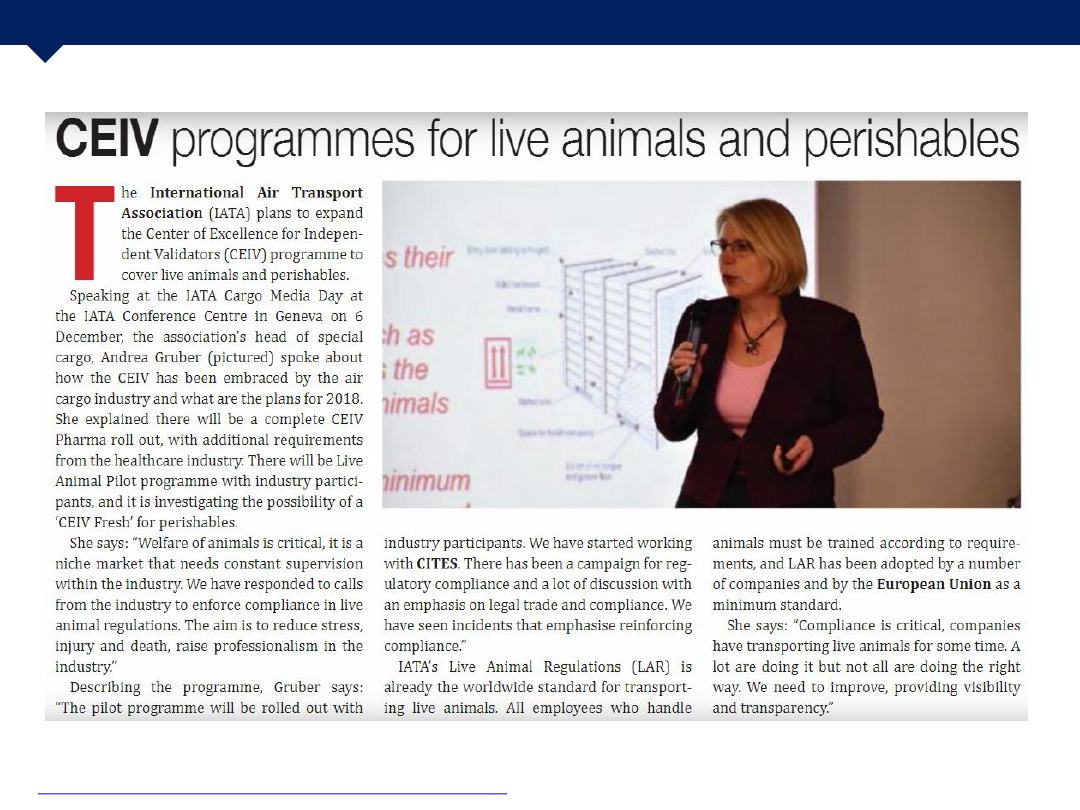 CEIV programmes for live animals and perishables
The International Air Transport
Association (IATA) plans to expand
the Center of Excellence for Indepen-
dent Validators (CEIV) programme to
cover live animals and perishables.
Speaking at the IATA Cargo Media Day at
the IATA Conference Centre in Geneva on 6
December, the association's head of special
cargo, Andrea Gruber (pictured) spoke about
how the CEIV has been embraced by the air
cargo industry and what are the plans for 2018.
She explained there will be a complete CEIV
Pharma roll out, with additional requirements
from the healthcare industry. There will be Live
Animal Pilot programme with industry partici-
pants, and it is investigating the possibility of a
'CEIV Fresh' for perishables.
She says: "Welfare of animals is critical, it is a
niche market that needs constant supervision
within the industry. We have responded to calls
from the industry to enforce compliance in live
animal regulations. The aim is to reduce stress,
injury and death, raise professionalism in the
industry."
Describing the programme, Gruber says:
"The pilot programme will be rolled out with
s their
h as
the
imals
inimum
industry participants. We have started working
with CITES. There has been a campaign for reg-
ulatory compliance and a lot of discussion with
an emphasis on legal trade and compliance. We
have seen incidents that emphasise reinforcing
compliance."
IATA's Live Animal Regulations (LAR) is
already the worldwide standard for transport-
ing live animals. All employees who handle
animals must be trained according to require-
ments, and LAR has been adopted by a number
of companies and by the European Union as a
minimum standard.
She says: "Compliance is critical, companies
have transporting live animals for some time. A
lot are doing it but not all are doing the right
way. We need to improve, providing visibility
and transparency."